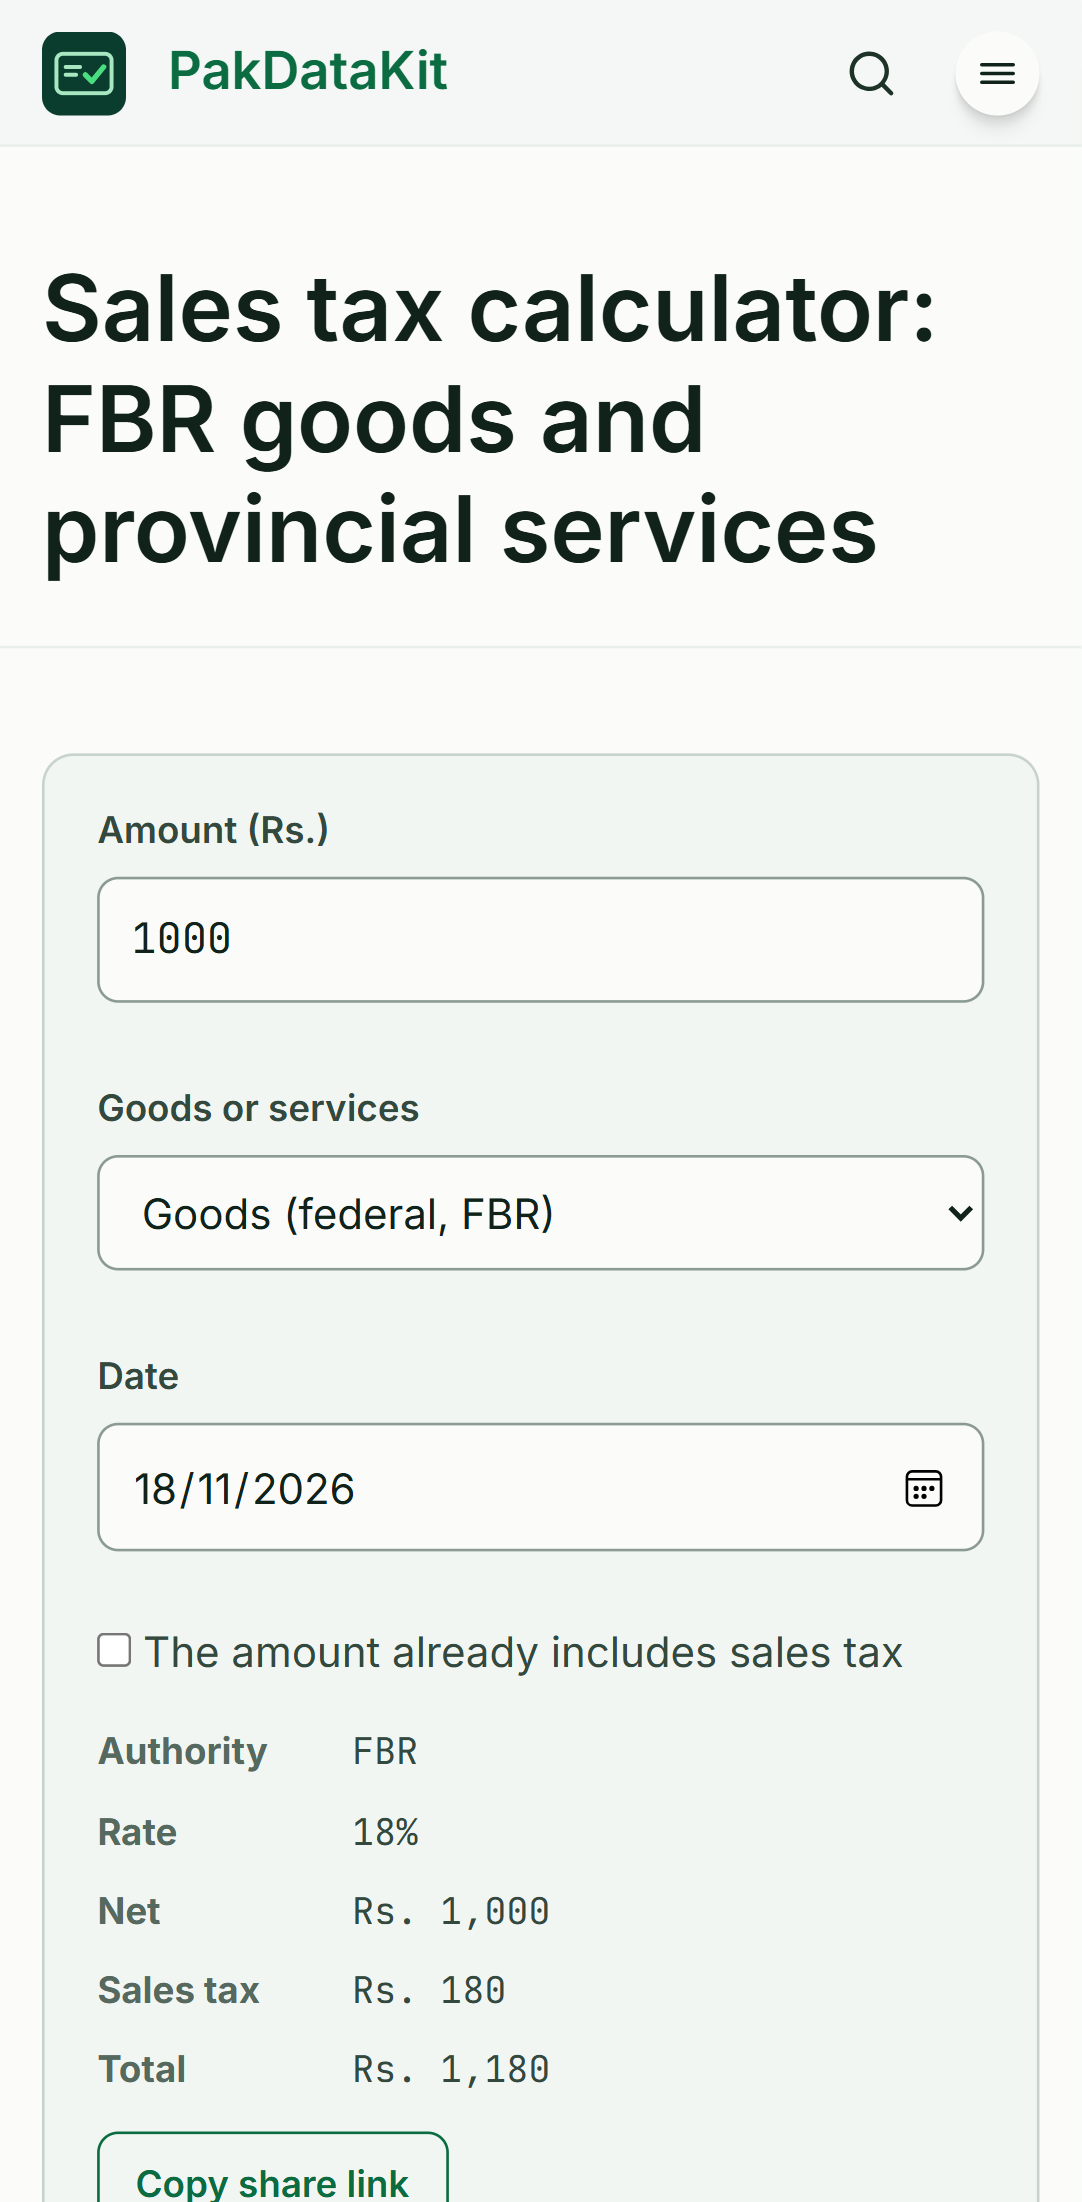 PakDataKit
Sales tax calculator:
FBR goods and
provincial services
Amount (Rs.)
1000
Goods or services
Goods (federal, FBR)
Date
18/11/2026
The amount already includes sales tax
Authority FBR
Rate 18%
Net Rs. 1,000
Sales tax Rs. 180
Total Rs. 1,180
Copy share link